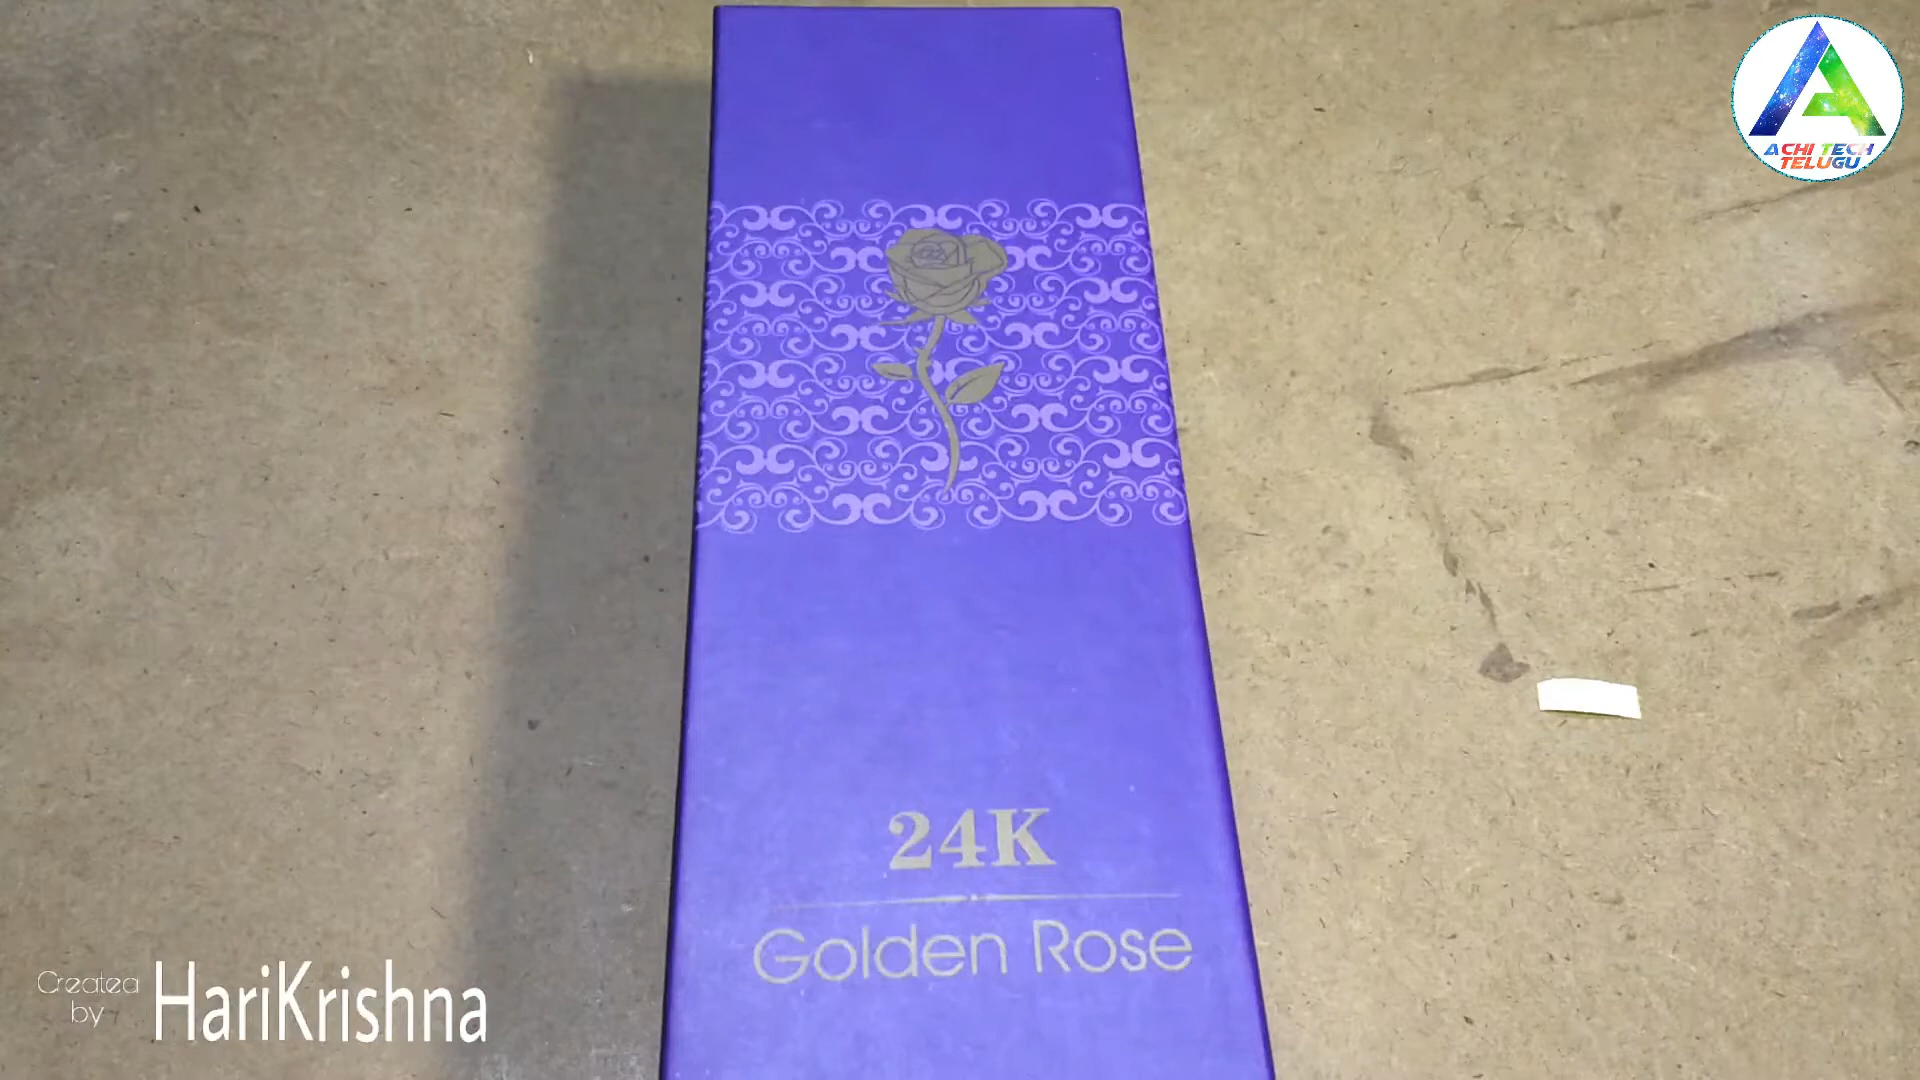 ACHI TECH
TELUGU
24K
Golden Rose
Created
by
HariKrishna